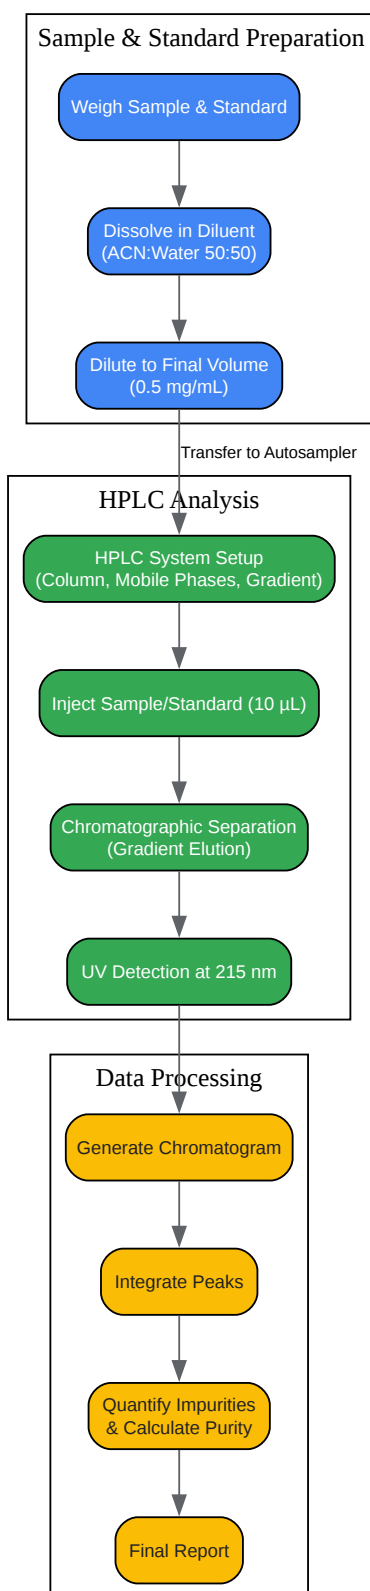 Sample & Standard Preparation
Weigh Sample & Standard
Dissolve in Diluent
(ACN:Water 50:50)
Dilute to Final Volume
(0.5 mg/mL)
Transfer to Autosampler
HPLC Analysis
HPLC System Setup
(Column, Mobile Phases, Gradient)
Inject Sample/Standard (10 µL)
Chromatographic Separation
(Gradient Elution)
UV Detection at 215 nm
Data Processing
Generate Chromatogram
Integrate Peaks
Quantify Impurities
& Calculate Purity
Final Report